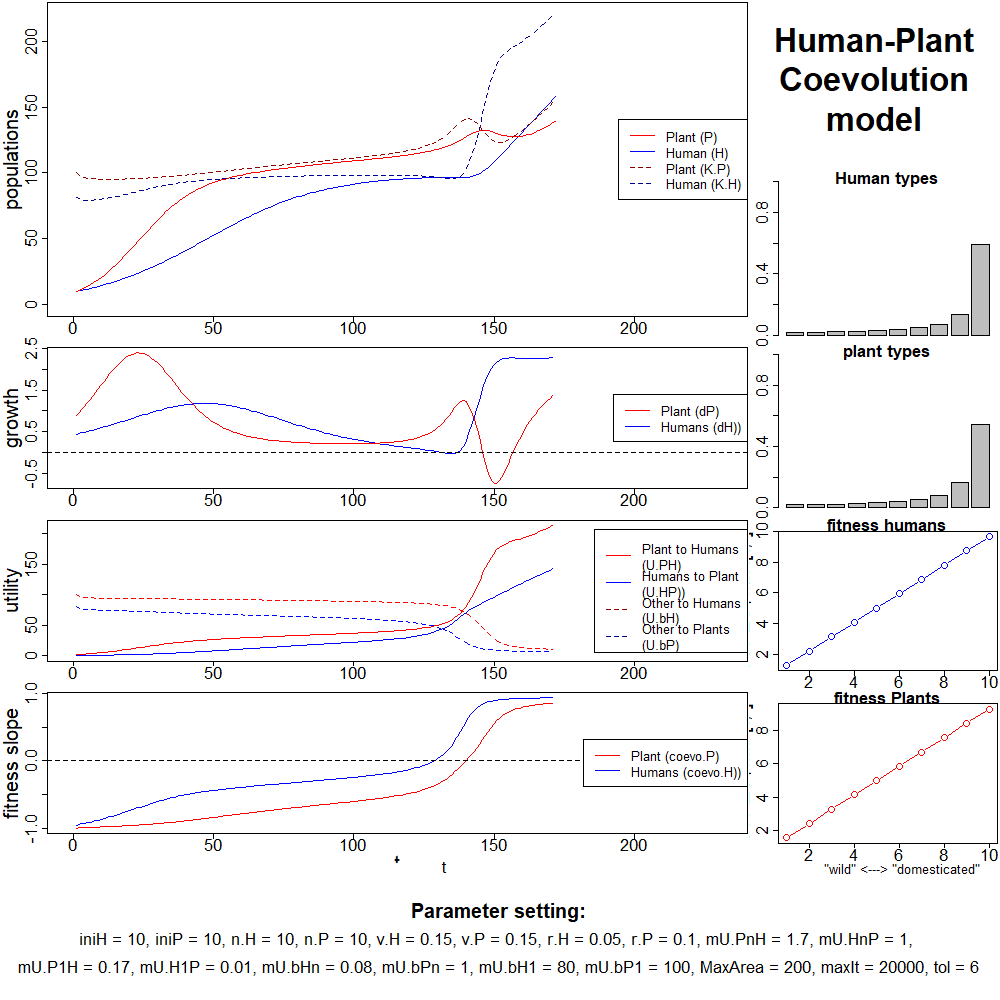 Human-Plant
Coevolution
model
populations
0
50
100
150
200
0
50
100
150
200
Plant (P)
Human (H)
Plant (K.P)
Human (K.H)
growth
-0.5
0.5
1.5
2.5
0
50
100
150
200
Plant (dP)
Humans (dH))
utility
0
50
150
0
50
100
150
200
Plant to Humans
(U.PH)
Humans to Plant
(U.HP))
Other to Humans
(U.bH)
Other to Plants
(U.bP)
fitness slope
-1.0
0.0
1.0
0
50
100
150
200
t
Plant (coevo.P)
Humans (coevo.H))
Human types
0.0
0.4
0.8
plant types
0.0
0.4
0.8
fitness humans
2
4
6
8
10
2
4
6
8
10
fitness Plants
2
4
6
8
2
4
6
8
10
"wild" <---> "domesticated"
Parameter setting:
iniH = 10, iniP = 10, n.H = 10, n.P = 10, v.H = 0.15, v.P = 0.15, r.H = 0.05, r.P = 0.1, mU.PnH = 1.7, mU.HnP = 1,
mU.P1H = 0.17, mU.H1P = 0.01, mU.bHn = 0.08, mU.bPn = 1, mU.bH1 = 80, mU.bP1 = 100, MaxArea = 200, maxIt = 20000, tol = 6